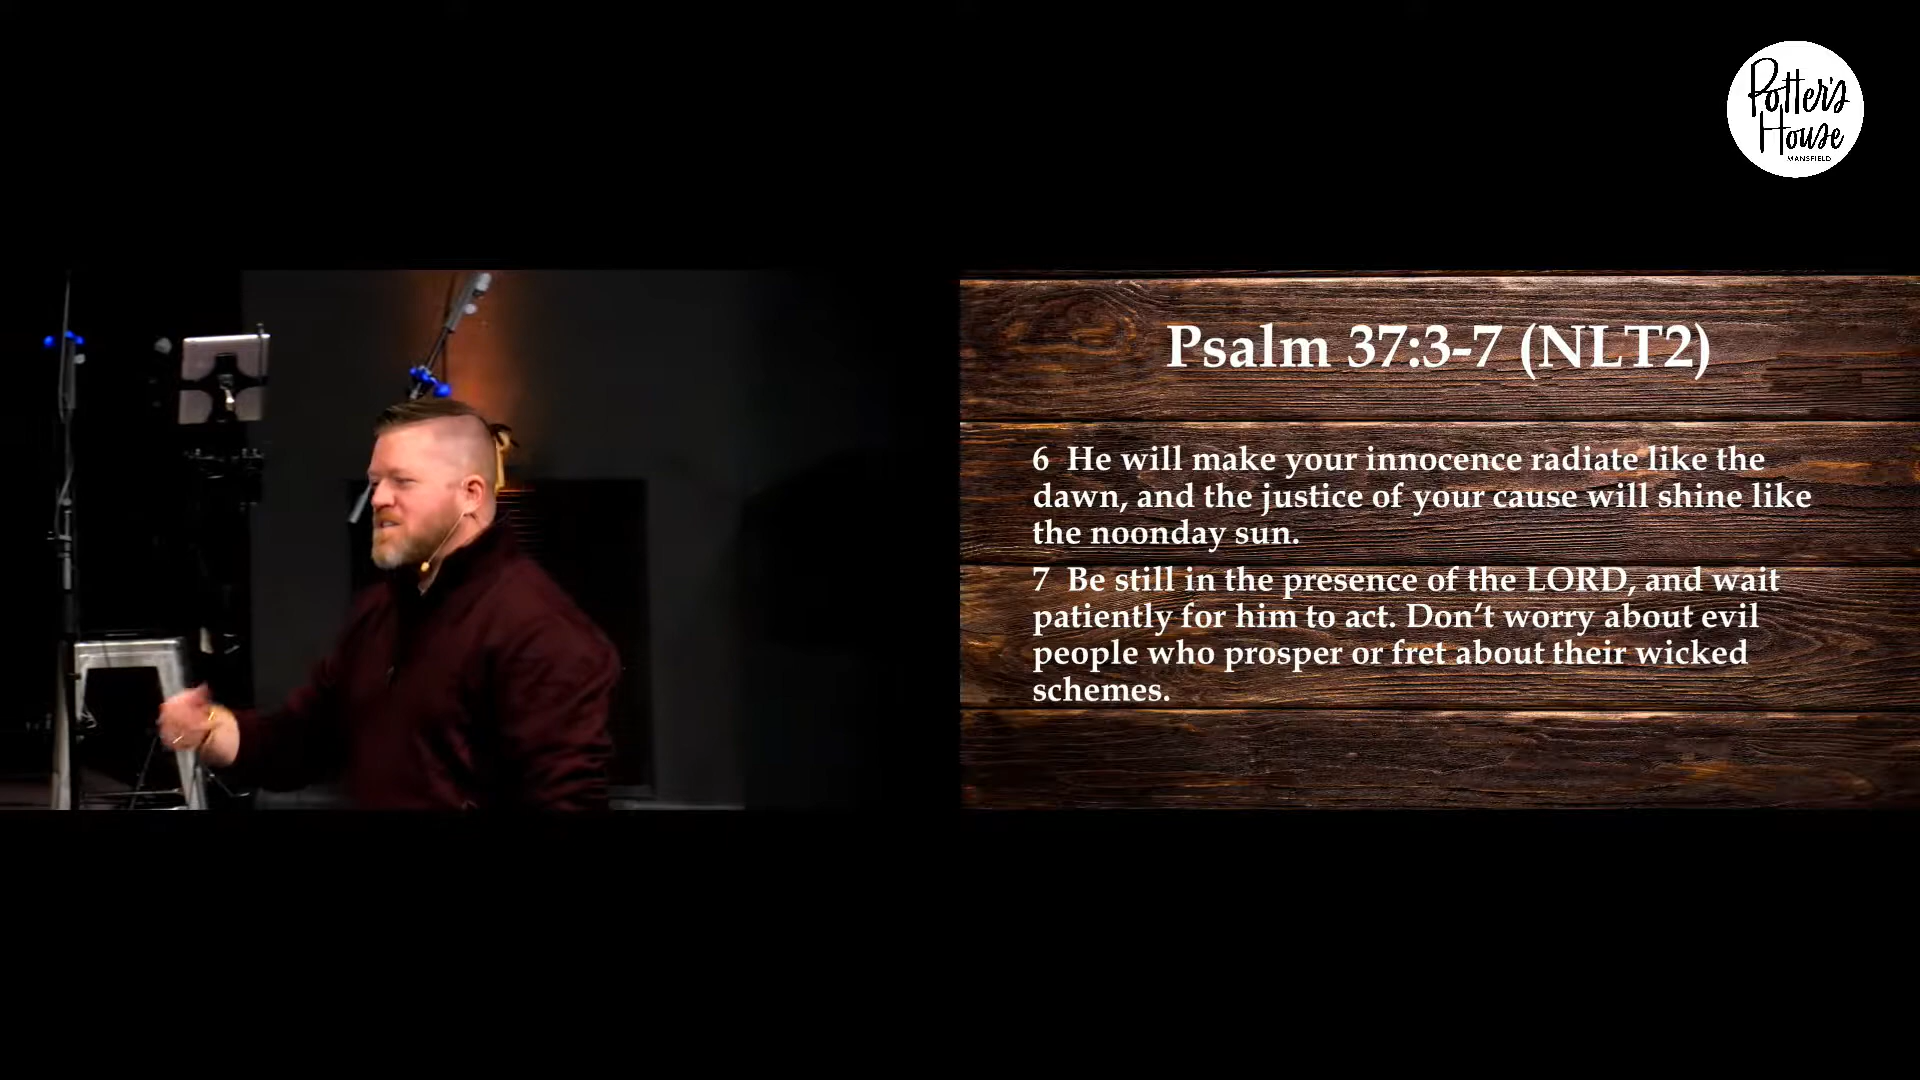 Potter's
House
MANSFIELD
Psalm 37:3-7 (NLT2)
6 He will make your innocence radiate like the
dawn, and the justice of your cause will shine like
the noonday sun.
7 Be still in the presence of the LORD, and wait
patiently for him to act. Don’t worry about evil
people who prosper or fret about their wicked
schemes.